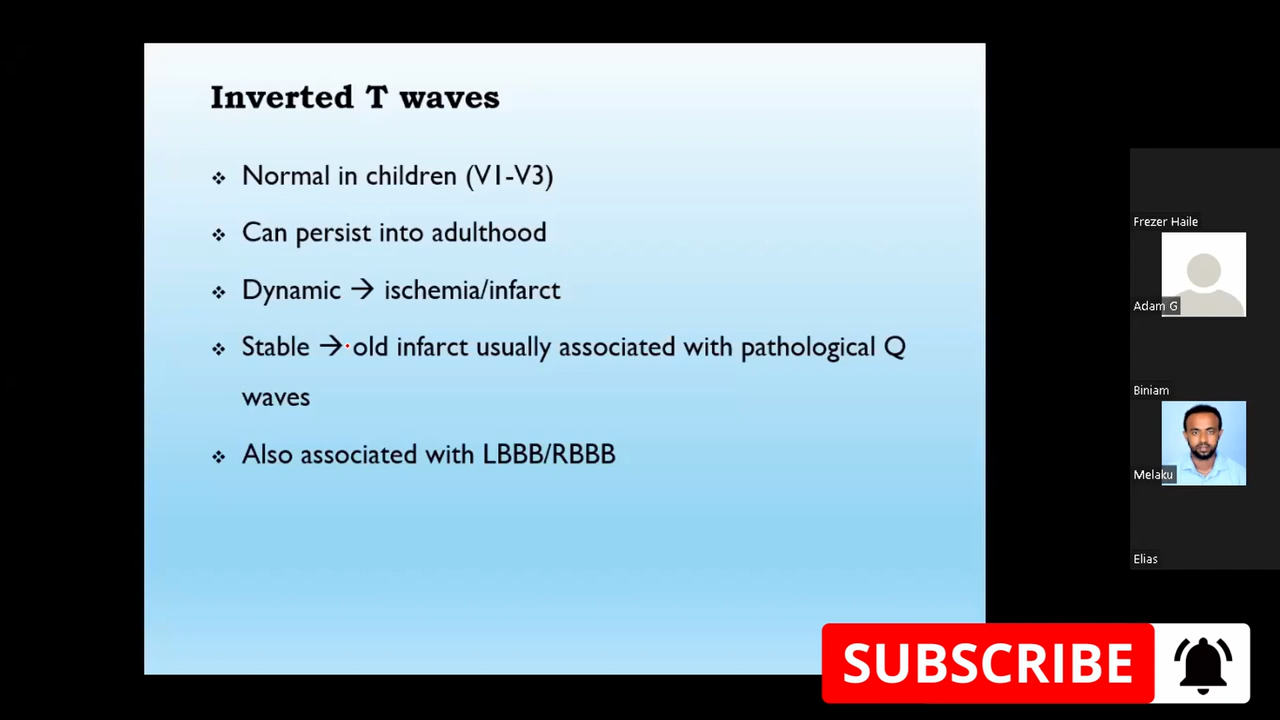 Inverted T waves
❖ Normal in children (V1-V3)
❖ Can persist into adulthood
❖ Dynamic → ischemia/infarct
❖ Stable → old infarct usually associated with pathological Q
waves
❖ Also associated with LBBB/RBBB
Frezer Haile
Adam G
Biniam
Melaku
Elias
SUBSCRIBE